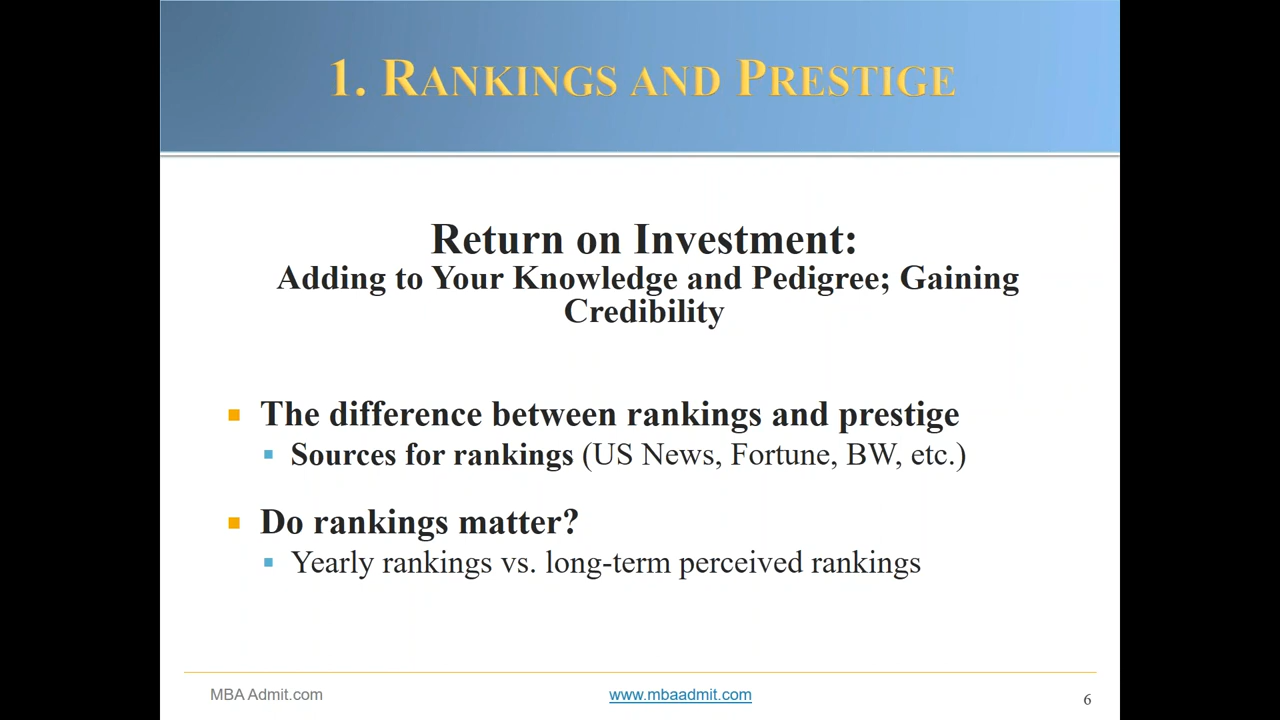 1. RANKINGS AND PRESTIGE
Return on Investment:
Adding to Your Knowledge and Pedigree; Gaining
Credibility
The difference between rankings and prestige
Sources for rankings (US News, Fortune, BW, etc.)
Do rankings matter?
Yearly rankings vs. long-term perceived rankings
MBA Admit.com
www.mbaadmit.com
6